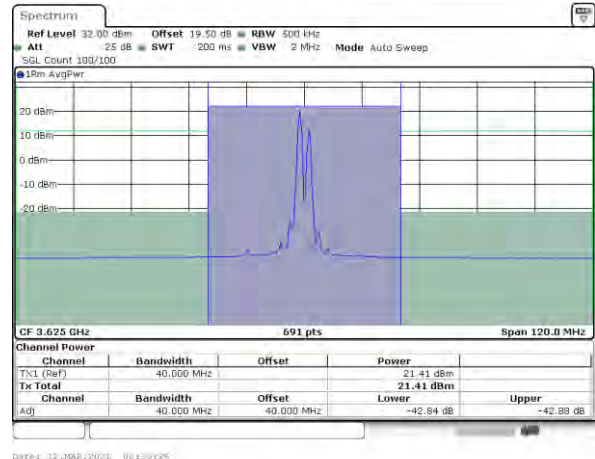 Spectrum
Ref Level 32.00 dBm Offset 19.50 dB RBW 500 kHz
Att 25 dB SWT 200 ms VBW 2 MHz Mode Auto Sweep
SGL Count 100/100
1Rm AvgPwr
20 dBm
10 dBm
0 dBm
-10 dBm
-20 dBm
CF 3.625 GHz 691 pts Span 120.0 MHz
Channel Power
Channel Bandwidth Offset Power
TX1 (Ref) 40.000 MHz 21.41 dBm
Tx Total 21.41 dBm
Channel Bandwidth Offset Lower Upper
Adj 40.000 MHz 40.000 MHz -42.84 dB -42.88 dB
Date: 12.MAR.2021